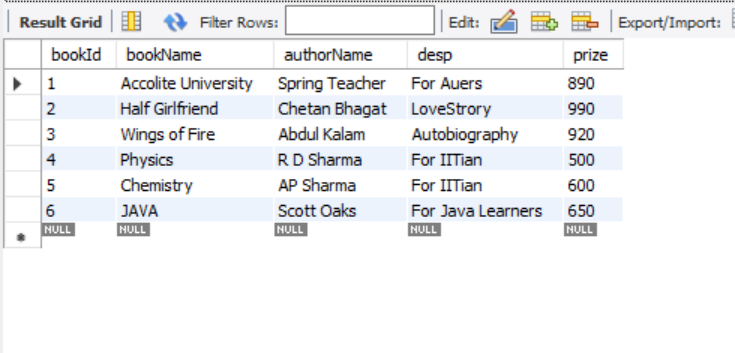 Result Grid Filter Rows: Edit: Export/Import:
bookId bookName authorName desp prize
1 Accolite University Spring Teacher For Auers 890
2 Half Girlfriend Chetan Bhagat LoveStrory 990
3 Wings of Fire Abdul Kalam Autobiography 920
4 Physics R D Sharma For IITian 500
5 Chemistry AP Sharma For IITian 600
6 JAVA Scott Oaks For Java Learners 650
NULL NULL NULL NULL NULL